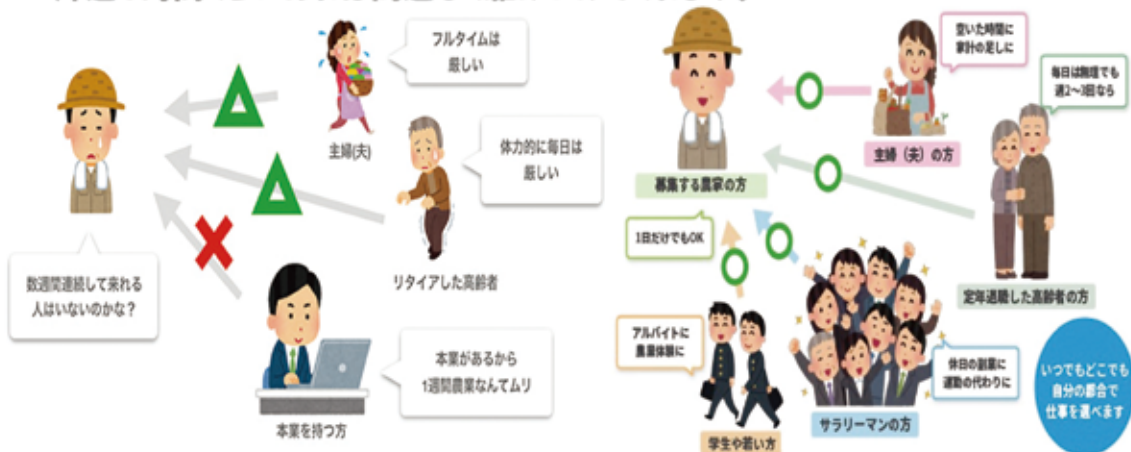 フルタイムは
厳しい
主婦(夫)
体力的に毎日は
厳しい
リタイアした高齢者
数週間連続して来れる
人はいないのかな？
本業があるから
1週間農業なんてムリ
本業を持つ方
空いた時間に
家計の足しに
主婦（夫）の方
毎日は無理でも
週2〜3回なら
募集する農家の方
1日だけでもOK
定年退職した高齢者の方
アルバイトに
農業体験に
学生や若い方
休日の副業に
運動の代わりに
サラリーマンの方
いつでもどこでも
自分の都合で
仕事を選べます